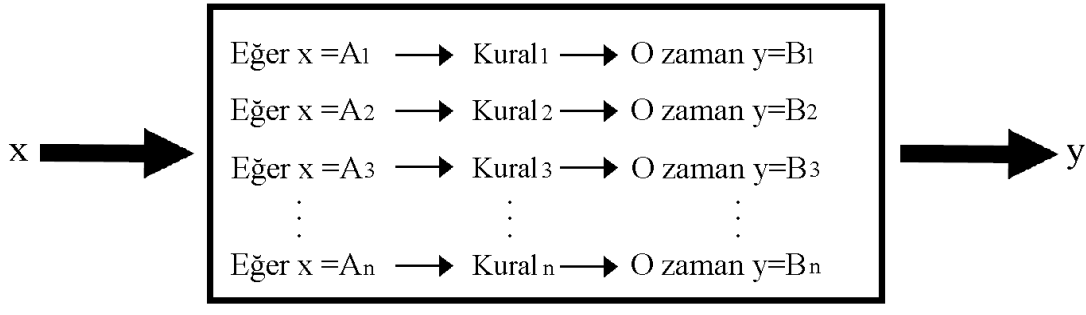 Eğer x =A1 → Kural1 → O zaman y=B1
Eğer x =A2 → Kural2 → O zaman y=B2
x
Eğer x =A3 → Kural3 → O zaman y=B3
y
Eğer x =An → Kuraln → O zaman y=Bn